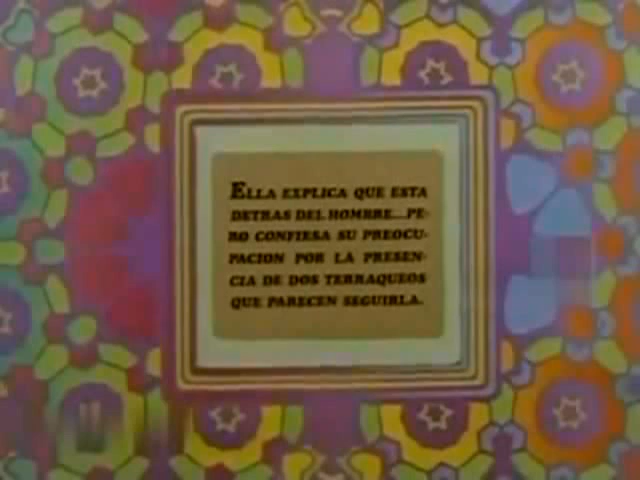 ELLA EXPLICA QUE ESTA
DETRAS DEL HOMBRE...PE-
RO CONFIESA SU PREOCU-
PACION POR LA PRESEN-
CIA DE DOS TERRAQUEOS
QUE PARECEN SEGUIRLA.